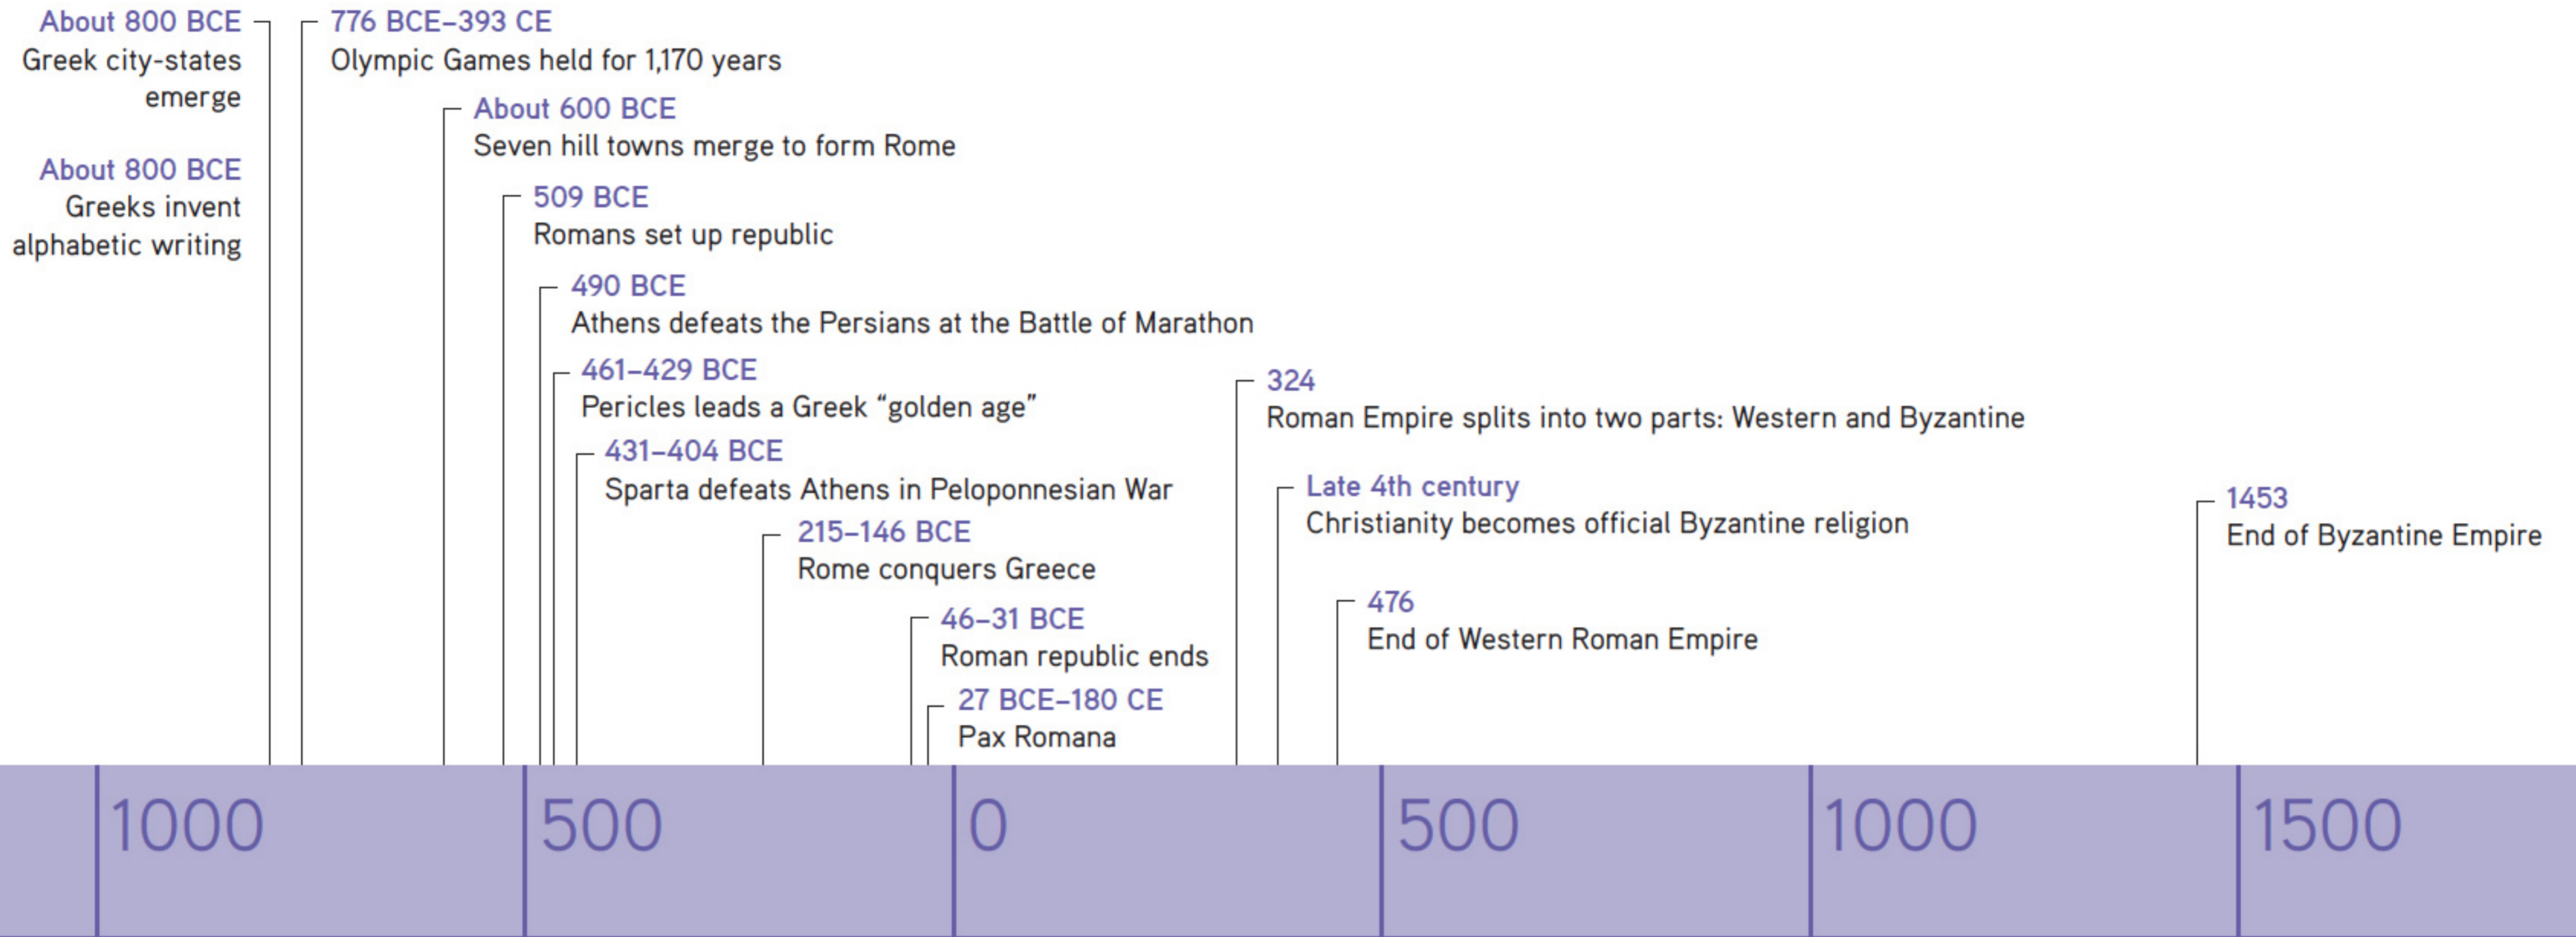 About 800 BCE
Greek city-states
emerge
About 800 BCE
Greeks invent
alphabetic writing
776 BCE–393 CE
Olympic Games held for 1,170 years
About 600 BCE
Seven hill towns merge to form Rome
509 BCE
Romans set up republic
490 BCE
Athens defeats the Persians at the Battle of Marathon
461–429 BCE
Pericles leads a Greek “golden age”
431–404 BCE
Sparta defeats Athens in Peloponnesian War
215–146 BCE
Rome conquers Greece
46–31 BCE
Roman republic ends
27 BCE–180 CE
Pax Romana
324
Roman Empire splits into two parts: Western and Byzantine
Late 4th century
Christianity becomes official Byzantine religion
476
End of Western Roman Empire
1453
End of Byzantine Empire
1000 500 0 500 1000 1500